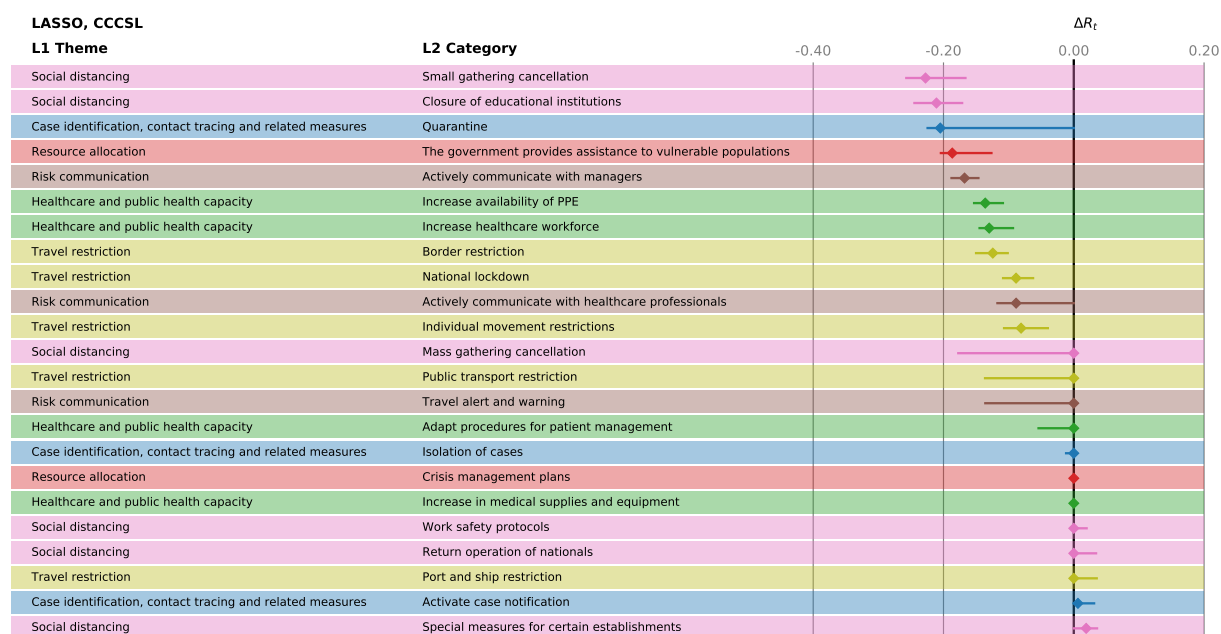 LASSO, CCCSL
ΔRt
L1 Theme L2 Category -0.40 -0.20 0.00 0.20
Social distancing Small gathering cancellation
Social distancing Closure of educational institutions
Case identification, contact tracing and related measures Quarantine
Resource allocation The government provides assistance to vulnerable populations
Risk communication Actively communicate with managers
Healthcare and public health capacity Increase availability of PPE
Healthcare and public health capacity Increase healthcare workforce
Travel restriction Border restriction
Travel restriction National lockdown
Risk communication Actively communicate with healthcare professionals
Travel restriction Individual movement restrictions
Social distancing Mass gathering cancellation
Travel restriction Public transport restriction
Risk communication Travel alert and warning
Healthcare and public health capacity Adapt procedures for patient management
Case identification, contact tracing and related measures Isolation of cases
Resource allocation Crisis management plans
Healthcare and public health capacity Increase in medical supplies and equipment
Social distancing Work safety protocols
Social distancing Return operation of nationals
Travel restriction Port and ship restriction
Case identification, contact tracing and related measures Activate case notification
Social distancing Special measures for certain establishments